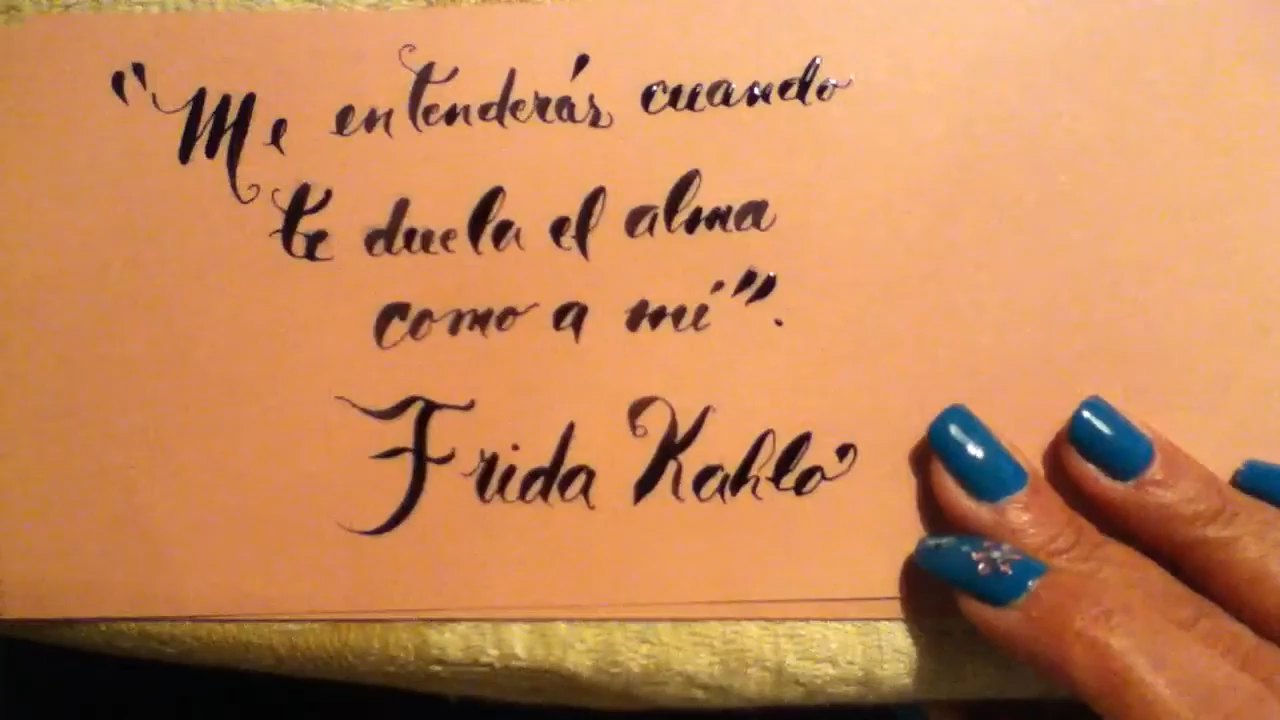 "Me entenderás cuando
te duela el alma
como a mí".
Frida Kahlo